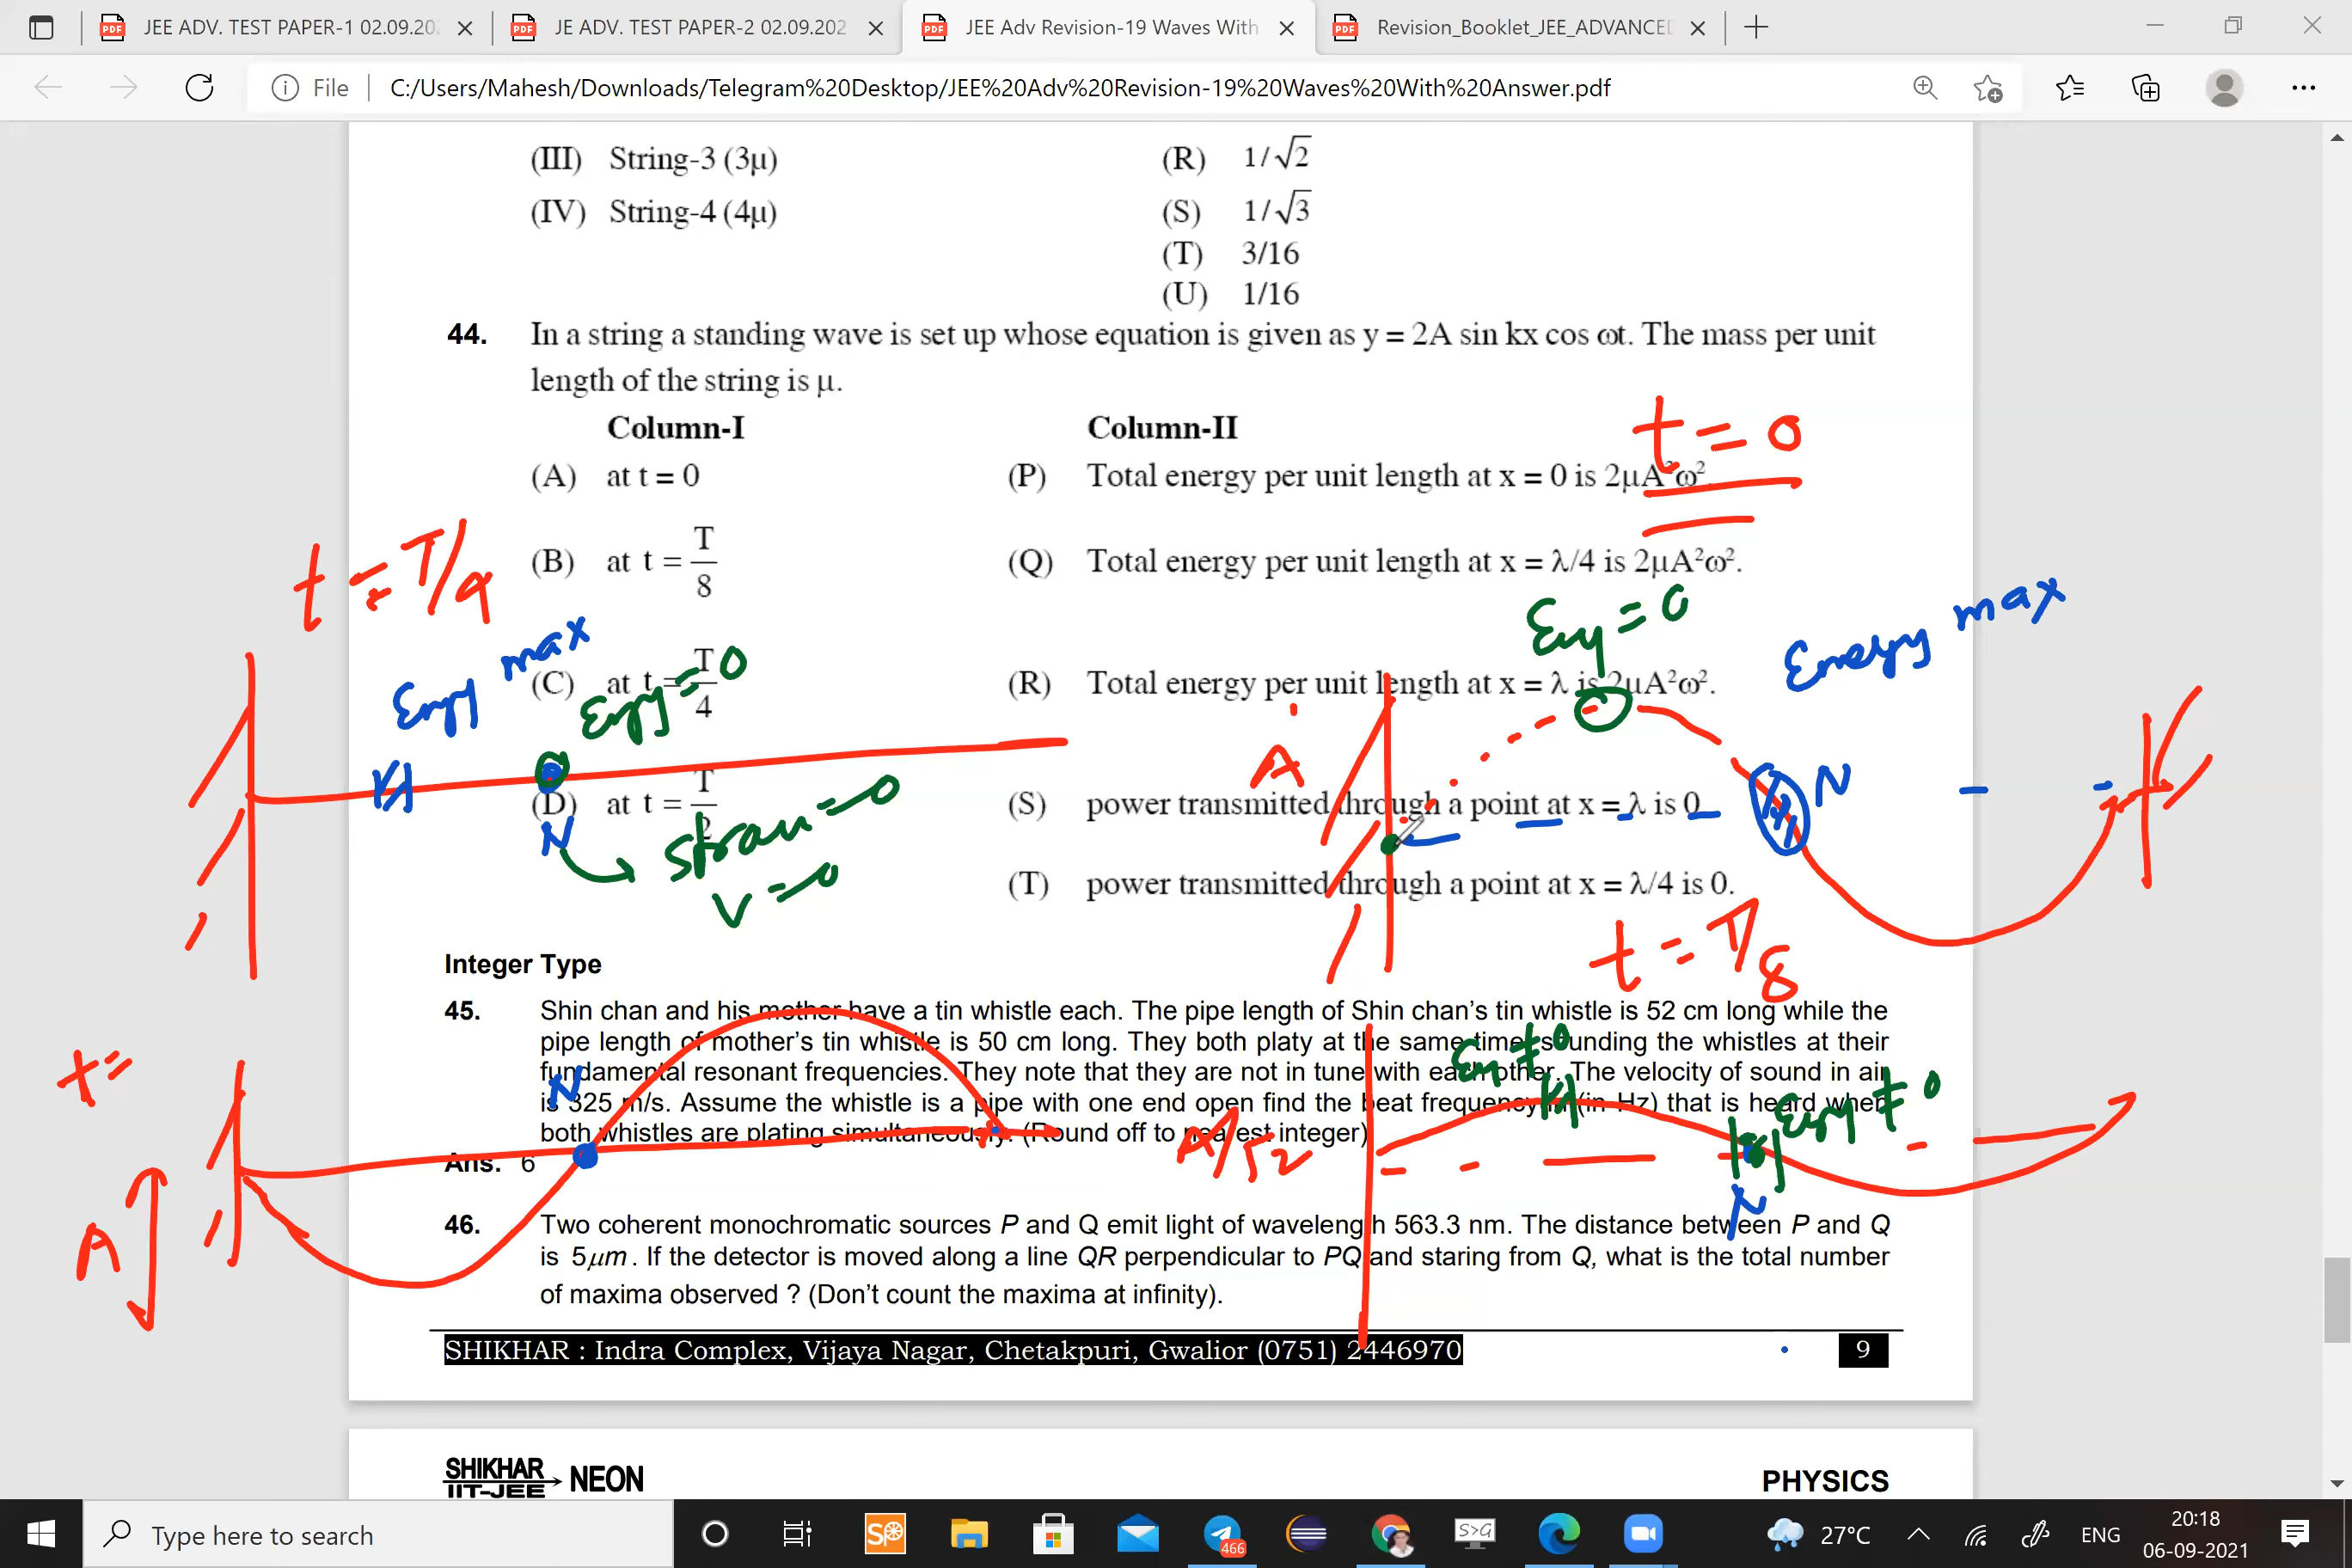 JEE ADV. TEST PAPER-1 02.09.20
JE ADV. TEST PAPER-2 02.09.202
JEE Adv Revision-19 Waves With
Revision_Booklet_JEE_ADVANCED
File
C:/Users/Mahesh/Downloads/Telegram%20Desktop/JEE%20Adv%20Revision-19%20Waves%20With%20Answer.pdf
(III) String-3 (3μ) (R) 1/√2
(IV) String-4 (4μ) (S) 1/√3
(T) 3/16
(U) 1/16
44. In a string a standing wave is set up whose equation is given as y = 2A sin kx cos ωt. The mass per unit
length of the string is μ.
Column-I Column-II
t = 0
(A) at t = 0 (P) Total energy per unit length at x = 0 is 2μA²ω².
t = T/4
(B) at t = T/8 (Q) Total energy per unit length at x = λ/4 is 2μA²ω².
max
= 0
Energy max
(C) at t = T/4 (R) Total energy per unit length at x = λ is 2μA²ω².
= 0
A
N
(D) at t = T/2 (S) power transmitted through a point at x = λ is 0
N
strain = 0
v = 0
(T) power transmitted through a point at x = λ/4 is 0.
t = T/8
Integer Type
45. Shin chan and his mother have a tin whistle each. The pipe length of Shin chan's tin whistle is 52 cm long while the
pipe length of mother's tin whistle is 50 cm long. They both platy at the same time sounding the whistles at their
fundamental resonant frequencies. They note that they are not in tune with each other. The velocity of sound in air
is 325 m/s. Assume the whistle is a pipe with one end open find the beat frequency (in Hz) that is heard when
both whistles are plating simultaneously. (Round off to nearest integer)
Ans. 6
t =
N
≠ 0
≠ 0
A/√2
N
A
46. Two coherent monochromatic sources P and Q emit light of wavelength 563.3 nm. The distance between P and Q
is 5μm. If the detector is moved along a line QR perpendicular to PQ and staring from Q, what is the total number
of maxima observed ? (Don't count the maxima at infinity).
SHIKHAR : Indra Complex, Vijaya Nagar, Chetakpuri, Gwalior (0751) 2446970 9
SHIKHAR
IIT-JEE
NEON
PHYSICS
Type here to search
SP
466
S>G
27°C
ENG
20:18
06-09-2021